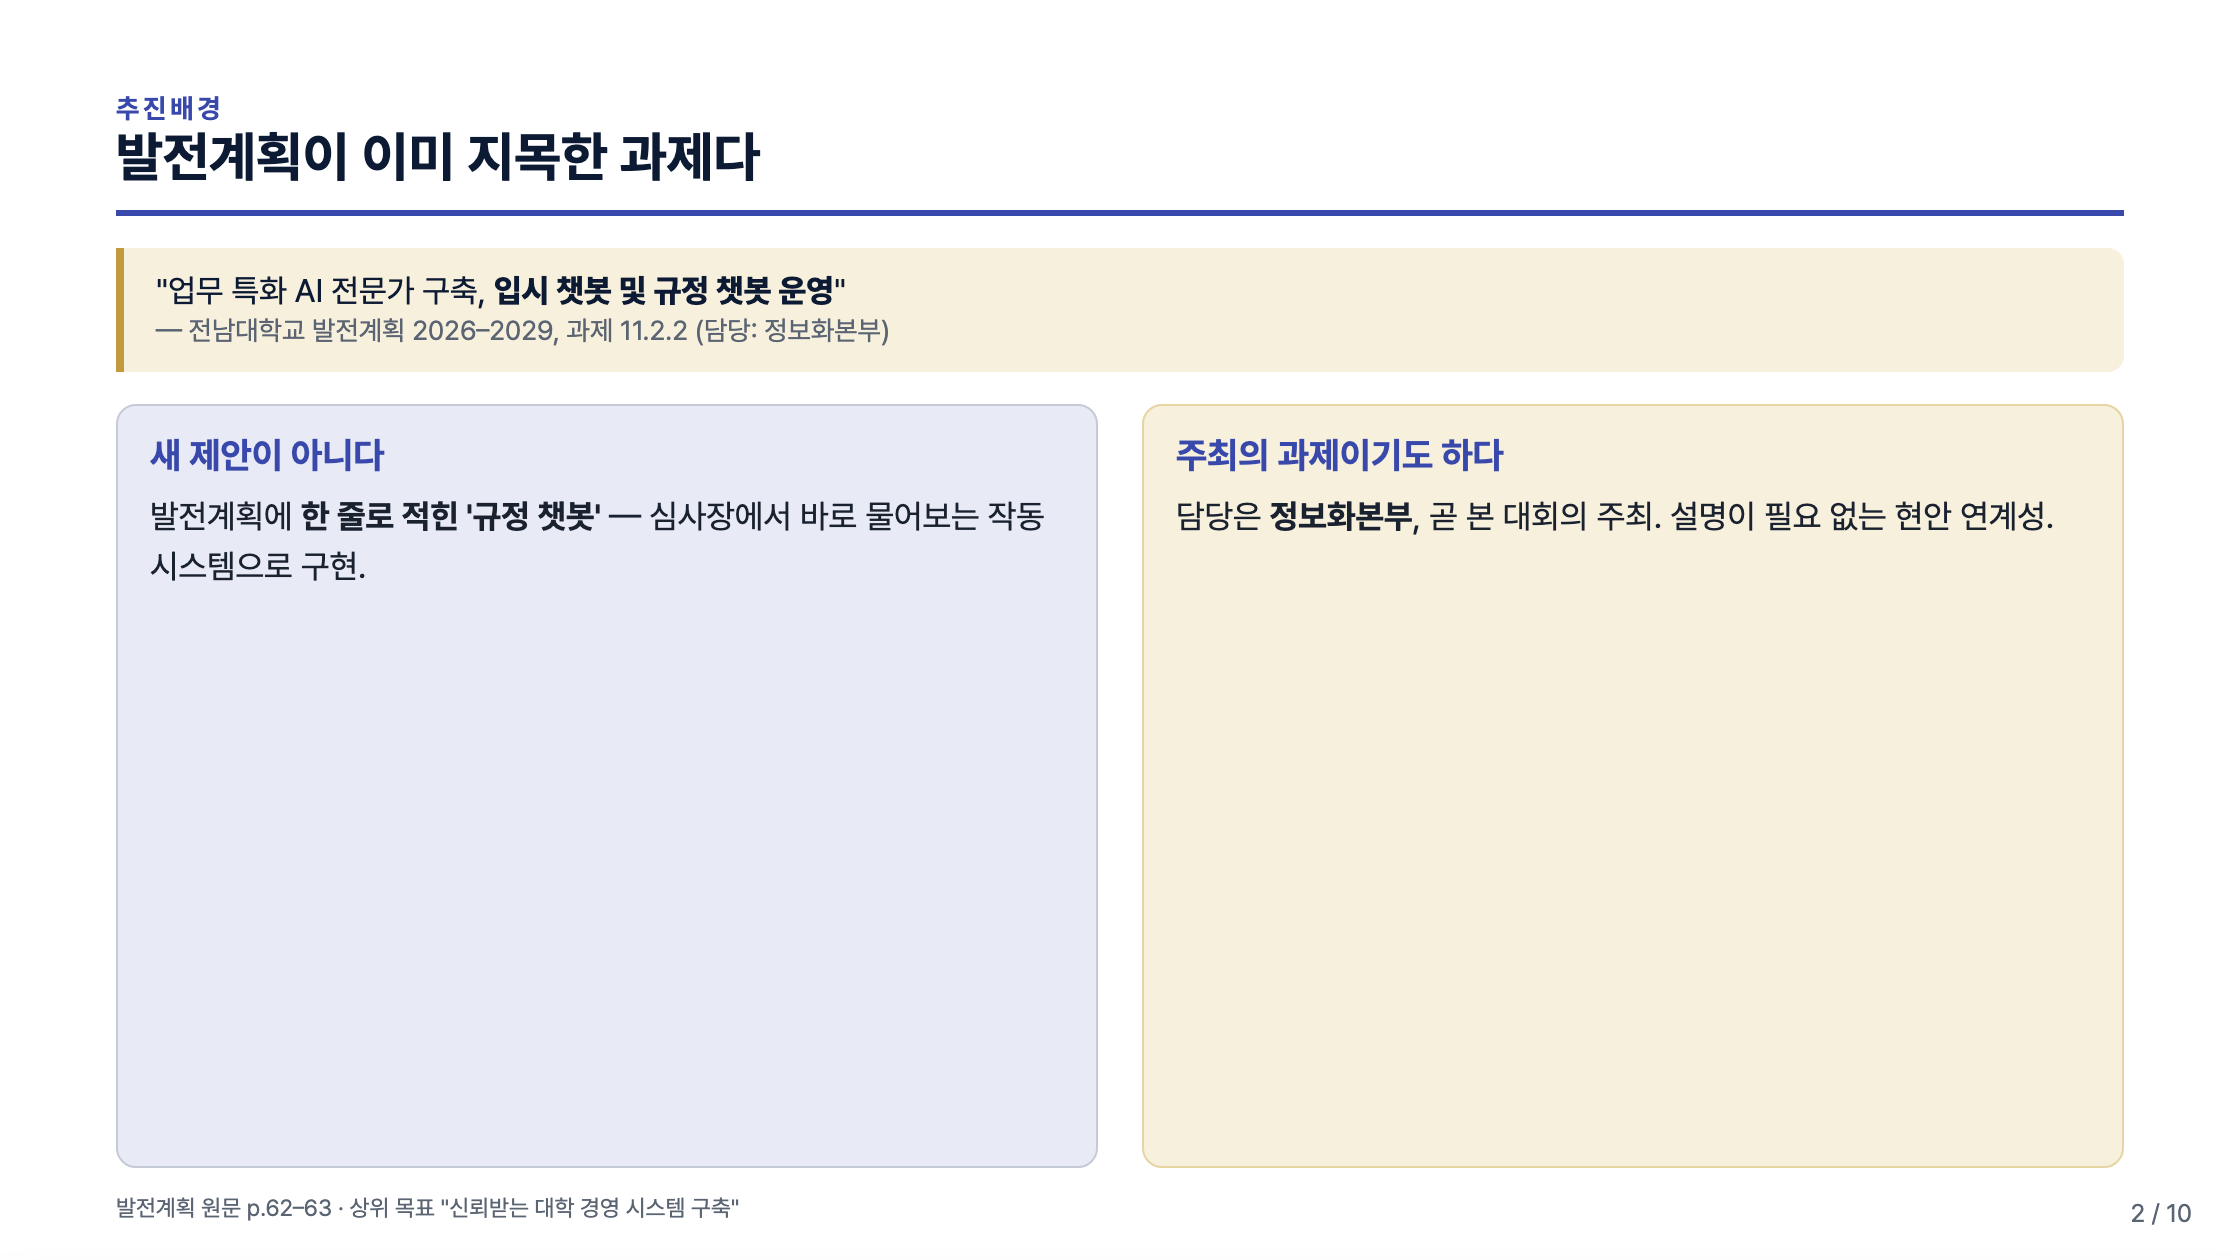 추진배경
발전계획이 이미 지목한 과제다
"업무 특화 AI 전문가 구축, 입시 챗봇 및 규정 챗봇 운영"
— 전남대학교 발전계획 2026–2029, 과제 11.2.2 (담당: 정보화본부)
새 제안이 아니다
발전계획에 한 줄로 적힌 '규정 챗봇' — 심사장에서 바로 물어보는 작동
시스템으로 구현.
주최의 과제이기도 하다
담당은 정보화본부, 곧 본 대회의 주최. 설명이 필요 없는 현안 연계성.
발전계획 원문 p.62–63 · 상위 목표 "신뢰받는 대학 경영 시스템 구축"
2 / 10